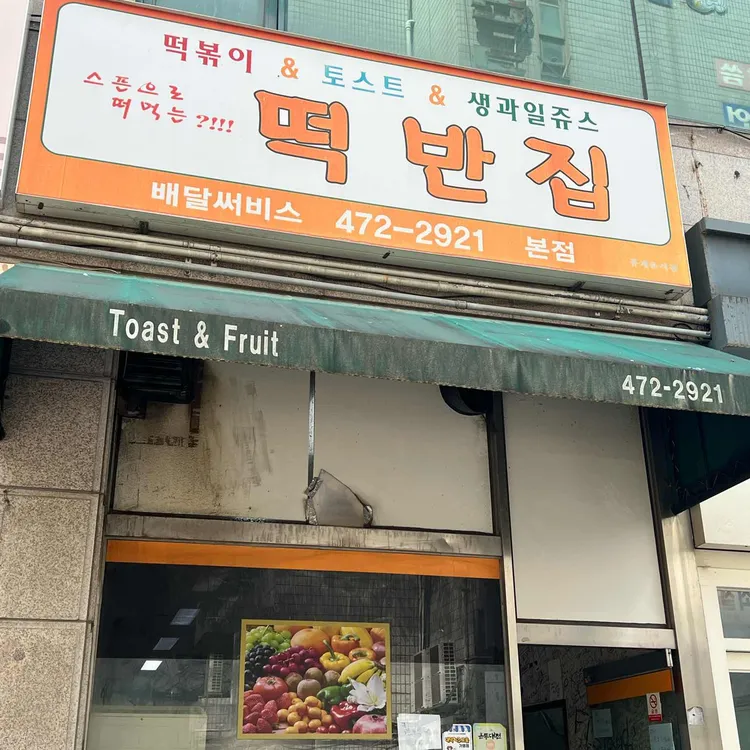 떡볶이 & 토스트 & 생과일쥬스
스픈으로
떠먹는?!!!
떡반집
배달써비스 472-2921 본점
Toast & Fruit
472-2921